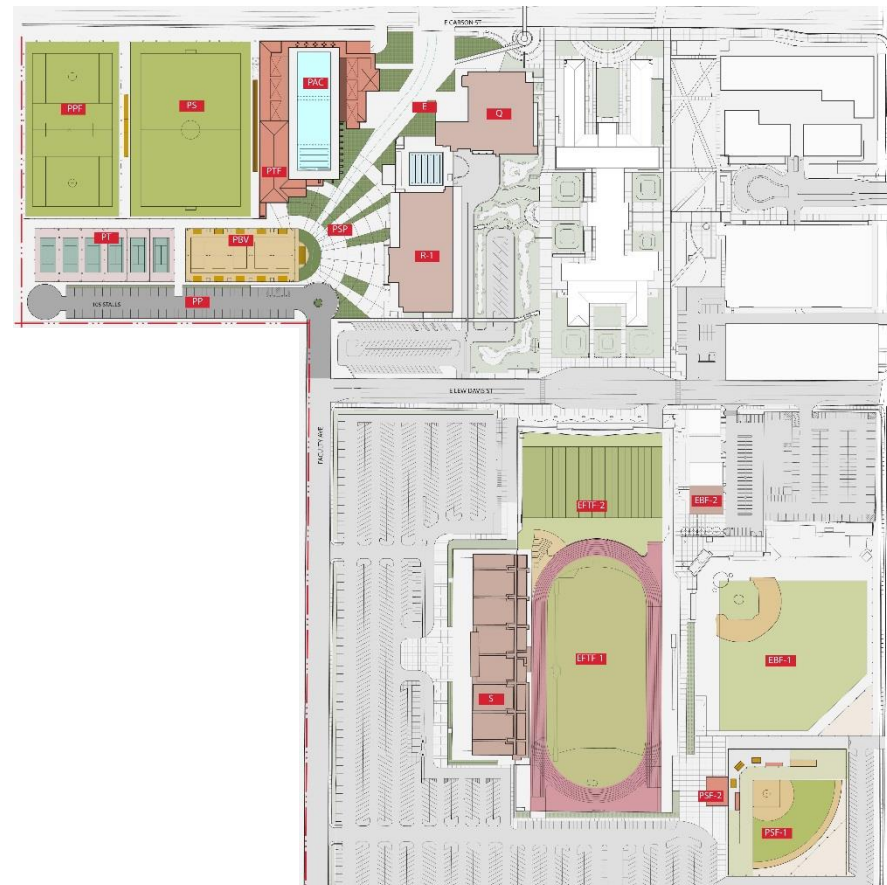 E CARSON ST
PAC
PPF
PS
E
Q
PTF
PSP
PT
PBV
R-1
PP
E LEW DAVIS ST
FACULTY AVE
EBF-2
EFTF-2
EFTF-1
EBF-1
S
PSF-2
PSF-1